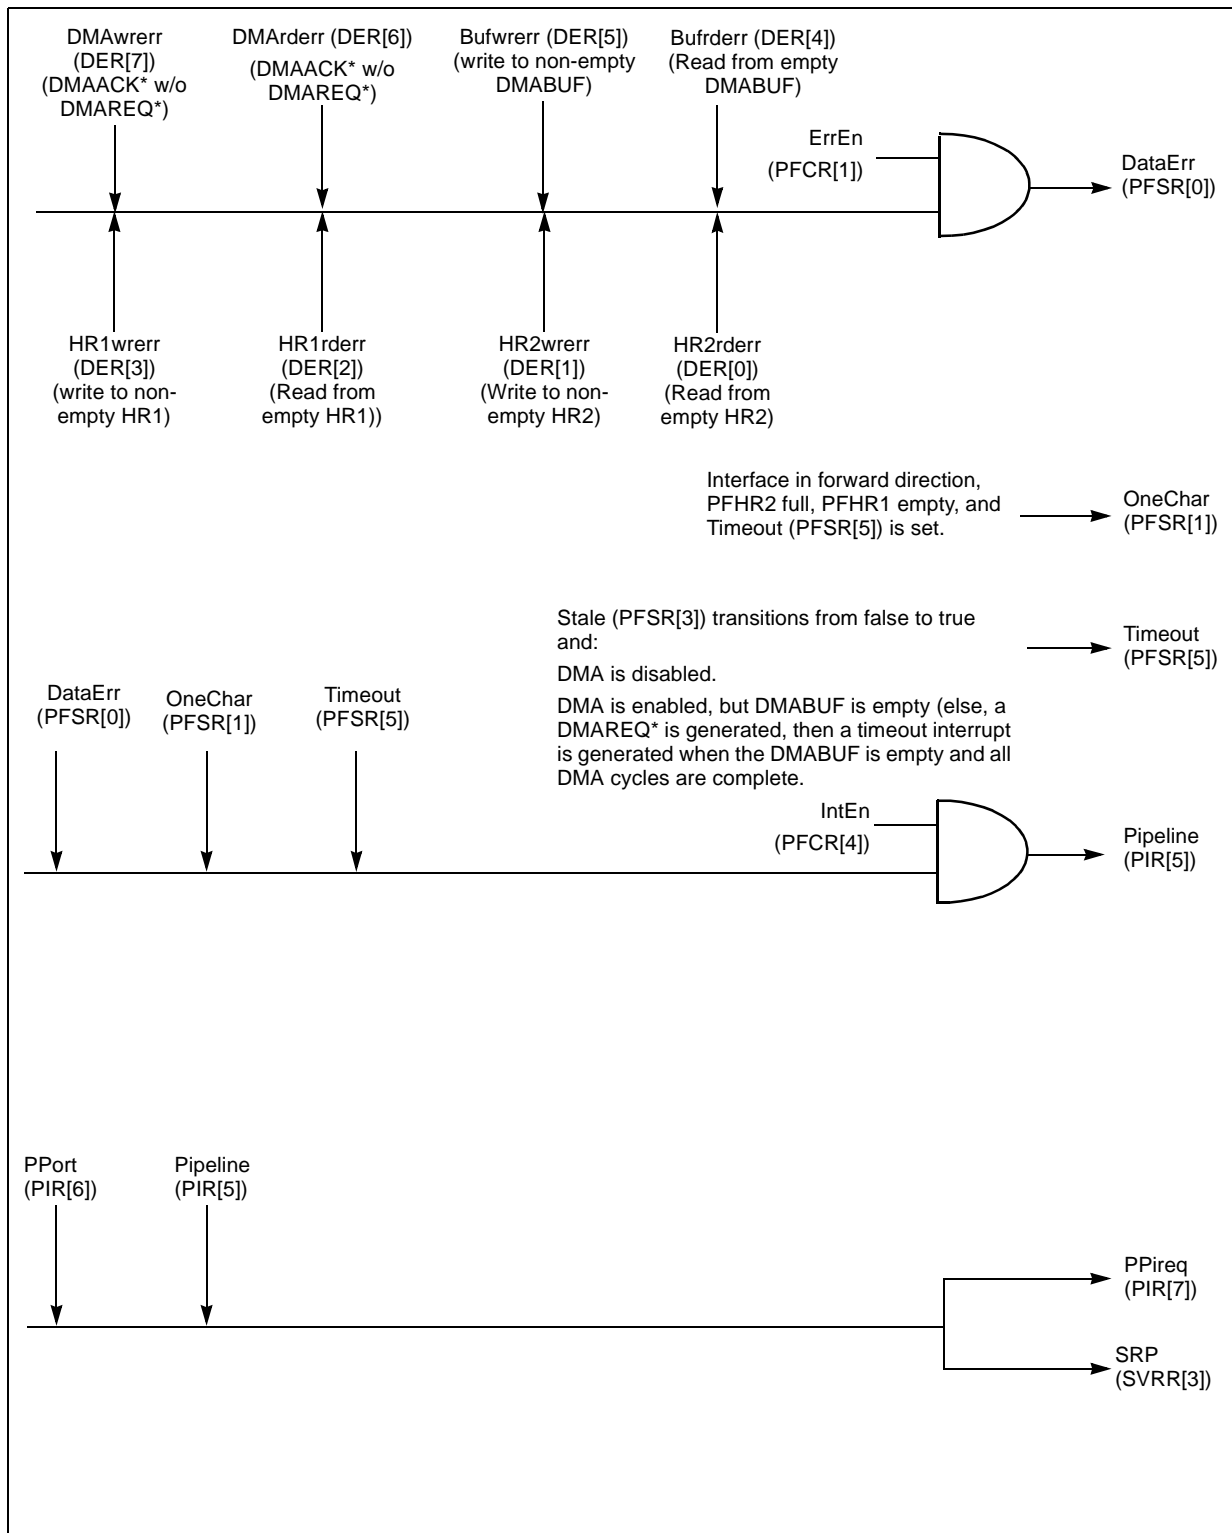 DMAwrerr
(DER[7])
(DMAACK* w/o
DMAREQ*)
DMArderr (DER[6])
(DMAACK* w/o
DMAREQ*)
Bufwrerr (DER[5])
(write to non-empty
DMABUF)
Bufrderr (DER[4])
(Read from empty
DMABUF)
ErrEn
(PFCR[1])
DataErr
(PFSR[0])
HR1wrerr
(DER[3])
(write to non-
empty HR1)
HR1rderr
(DER[2])
(Read from
empty HR1))
HR2wrerr
(DER[1])
(Write to non-
empty HR2)
HR2rderr
(DER[0])
(Read from
empty HR2)
Interface in forward direction,
PFHR2 full, PFHR1 empty, and
Timeout (PFSR[5]) is set.
OneChar
(PFSR[1])
Stale (PFSR[3]) transitions from false to true
and:
DMA is disabled.
DMA is enabled, but DMABUF is empty (else, a
DMAREQ* is generated, then a timeout interrupt
is generated when the DMABUF is empty and all
DMA cycles are complete.
Timeout
(PFSR[5])
DataErr
(PFSR[0])
OneChar
(PFSR[1])
Timeout
(PFSR[5])
IntEn
(PFCR[4])
Pipeline
(PIR[5])
PPort
(PIR[6])
Pipeline
(PIR[5])
PPireq
(PIR[7])
SRP
(SVRR[3])